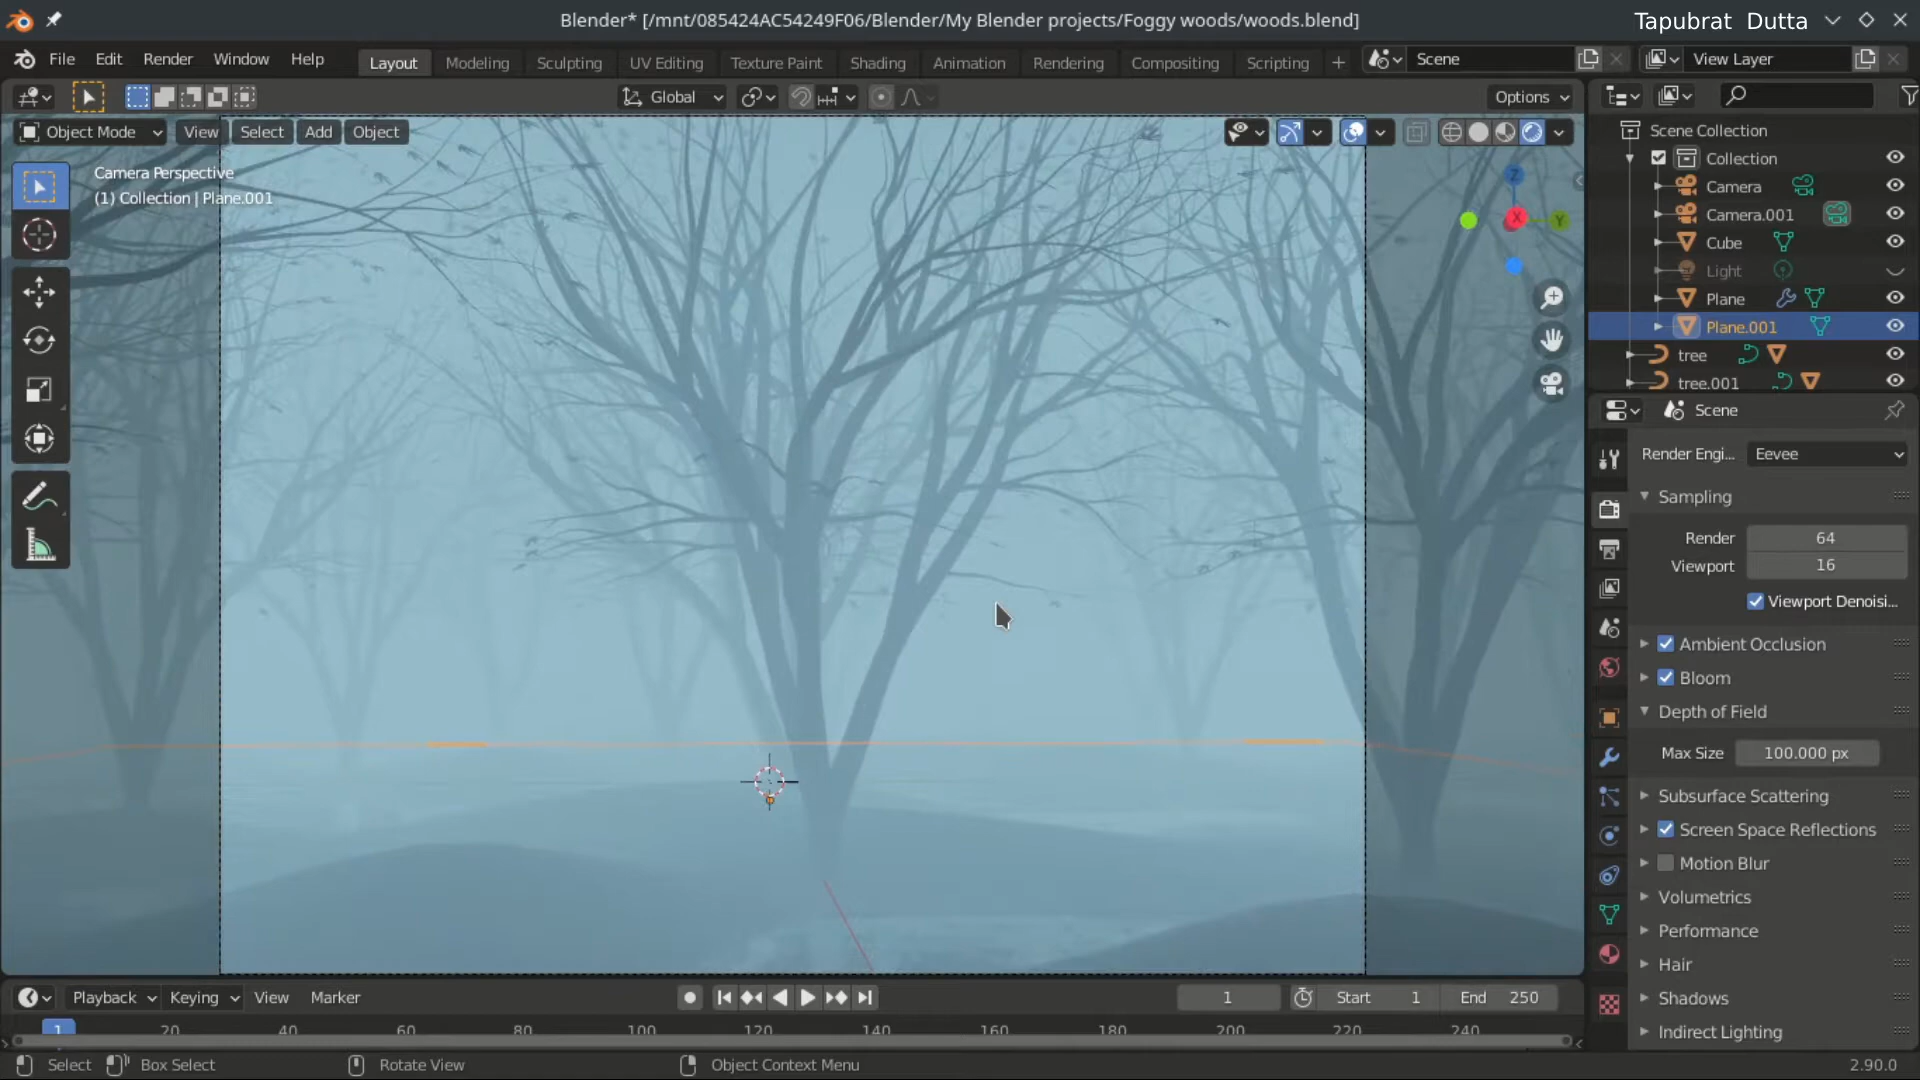 Blender* [/mnt/085424AC54249F06/Blender/My Blender projects/Foggy woods/woods.blend]
Tapubrat Dutta
File Edit Render Window Help
Layout Modeling Sculpting UV Editing Texture Paint Shading Animation Rendering Compositing Scripting +
Scene
View Layer
Global
Options
Object Mode View Select Add Object
Camera Perspective
(1) Collection | Plane.001
Z
X
Y
Scene Collection
Collection
Camera
Camera.001
Cube
Light
Plane
Plane.001
tree
tree.001
Scene
Render Engi... Eevee
Sampling
Render 64
Viewport 16
Viewport Denoisi...
Ambient Occlusion
Bloom
Depth of Field
Max Size 100.000 px
Subsurface Scattering
Screen Space Reflections
Motion Blur
Volumetrics
Performance
Hair
Shadows
Indirect Lighting
Playback Keying View Marker
1 Start 1 End 250
1 20 40 60 80 100 120 140 160 180 200 220 240
Select Box Select Rotate View Object Context Menu
2.90.0